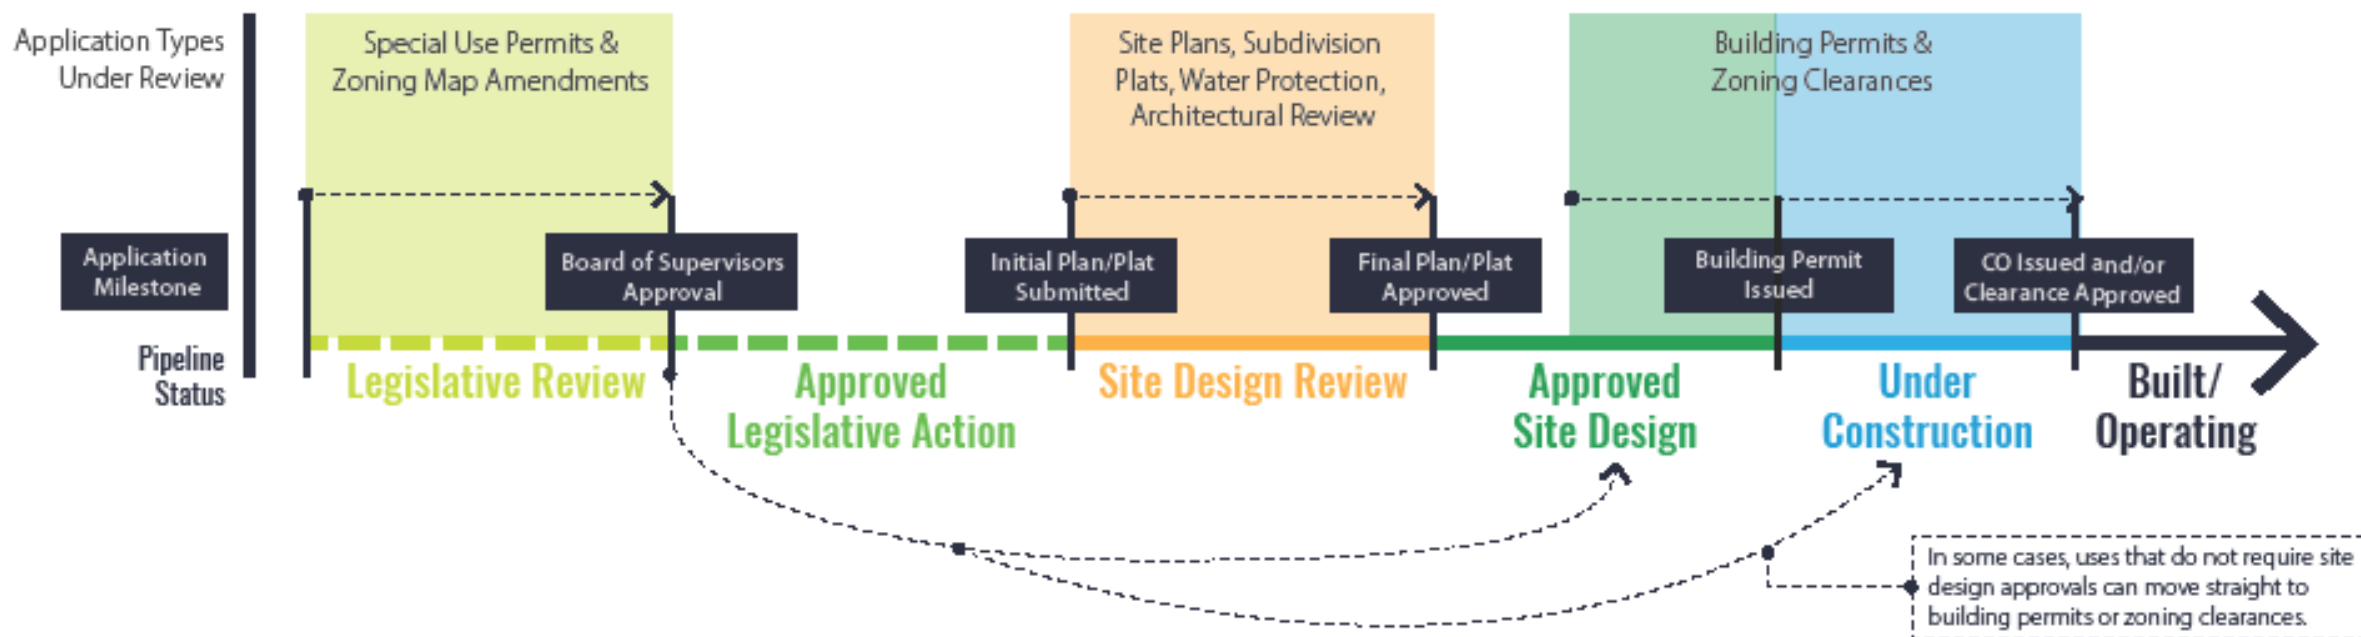 Application Types
Under Review
Special Use Permits &
Zoning Map Amendments
Site Plans, Subdivision
Plats, Water Protection,
Architectural Review
Building Permits &
Zoning Clearances
Application
Milestone
Board of Supervisors
Approval
Initial Plan/Plat
Submitted
Final Plan/Plat
Approved
Building Permit
Issued
CO Issued and/or
Clearance Approved
Pipeline
Status
Legislative Review
Approved
Legislative Action
Site Design Review
Approved
Site Design
Under
Construction
Built/
Operating
In some cases, uses that do not require site
design approvals can move straight to
building permits or zoning clearances.